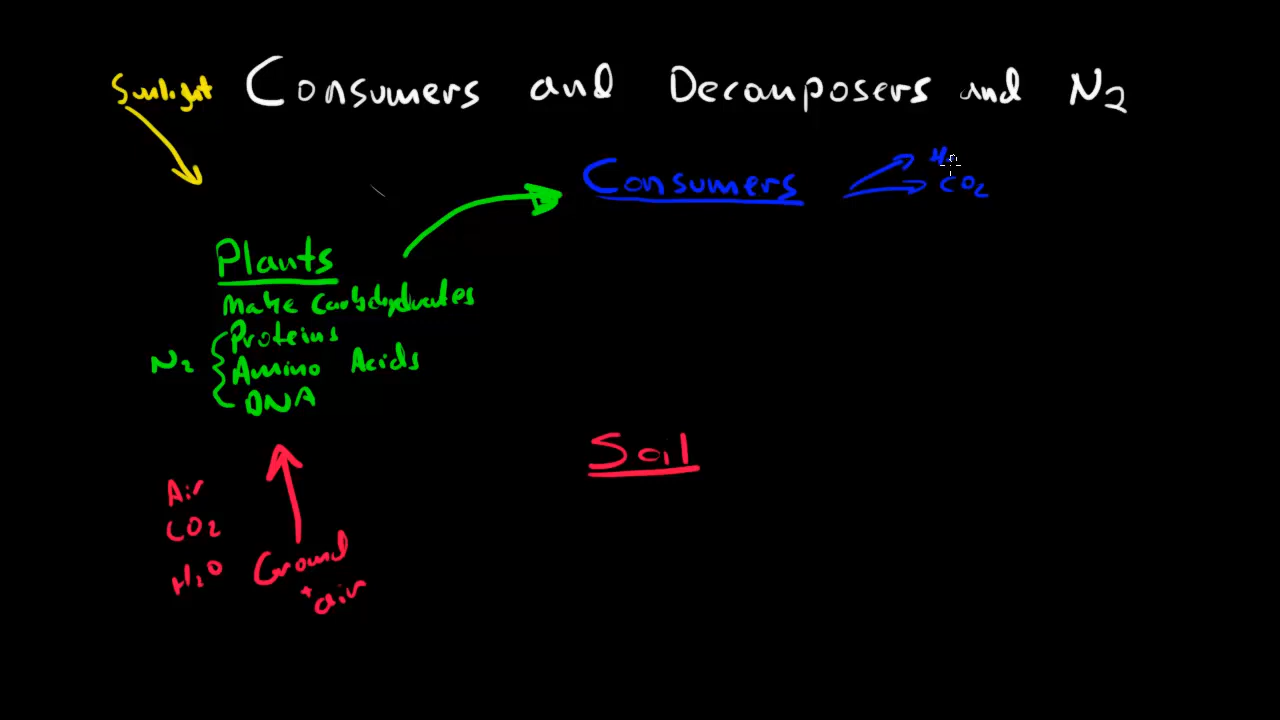 Sunlight
Consumers and Decomposers and N2
Consumers
CO2
Plants
Make Carbohydrates
Proteins
N2
Amino Acids
DNA
Soil
Air
CO2
H2O
Ground
+ air